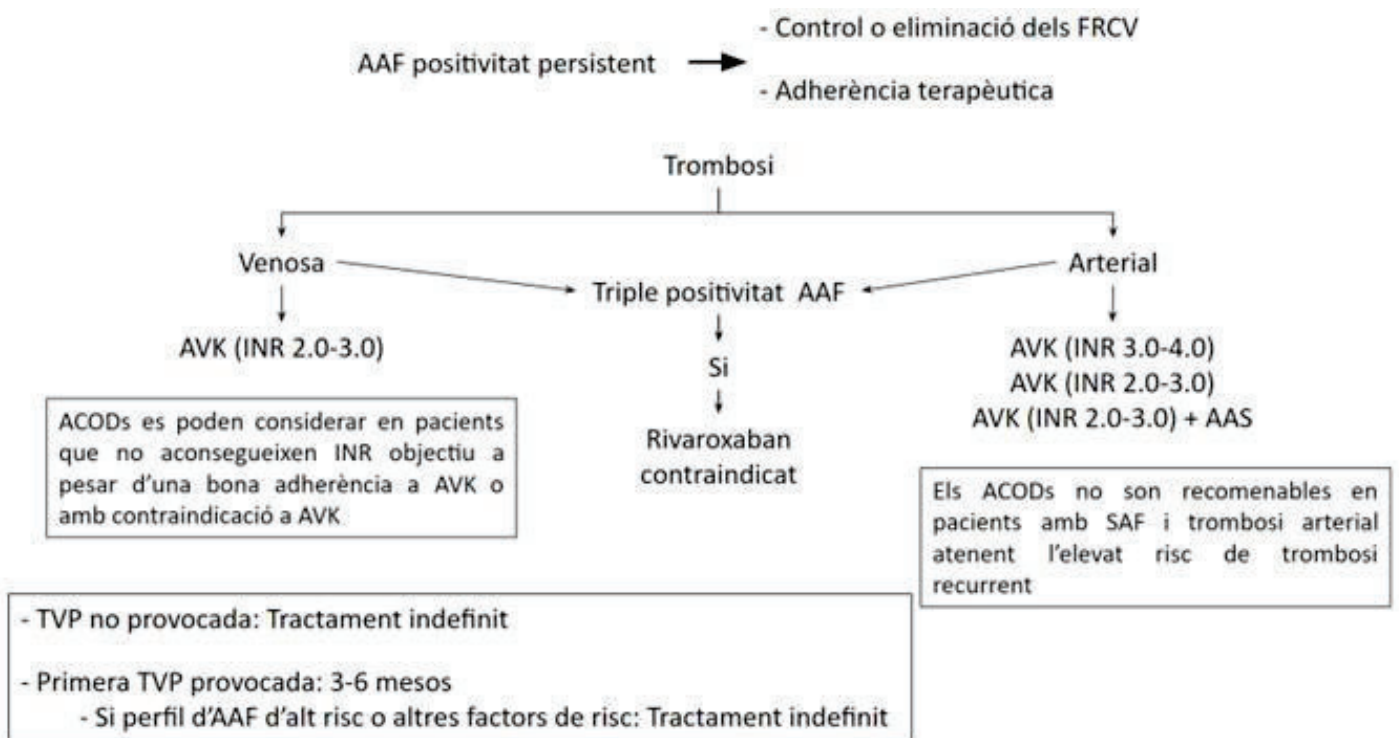 - Control o eliminació dels FRCV
AAF positivitat persistent
- Adherència terapèutica
Trombosi
Venosa
Arterial
Triple positivitat AAF
AVK (INR 2.0-3.0)
Si
AVK (INR 3.0-4.0)
AVK (INR 2.0-3.0)
AVK (INR 2.0-3.0) + AAS
ACODs es poden considerar en pacients
que no aconsegueixen INR objectiu a
pesar d'una bona adherència a AVK o
amb contraindicació a AVK
Rivaroxaban
contraindicat
Els ACODs no son recomenables en
pacients amb SAF i trombosi arterial
atenent l'elevat risc de trombosi
recurrent
- TVP no provocada: Tractament indefinit
- Primera TVP provocada: 3-6 mesos
- Si perfil d'AAF d'alt risc o altres factors de risc: Tractament indefinit